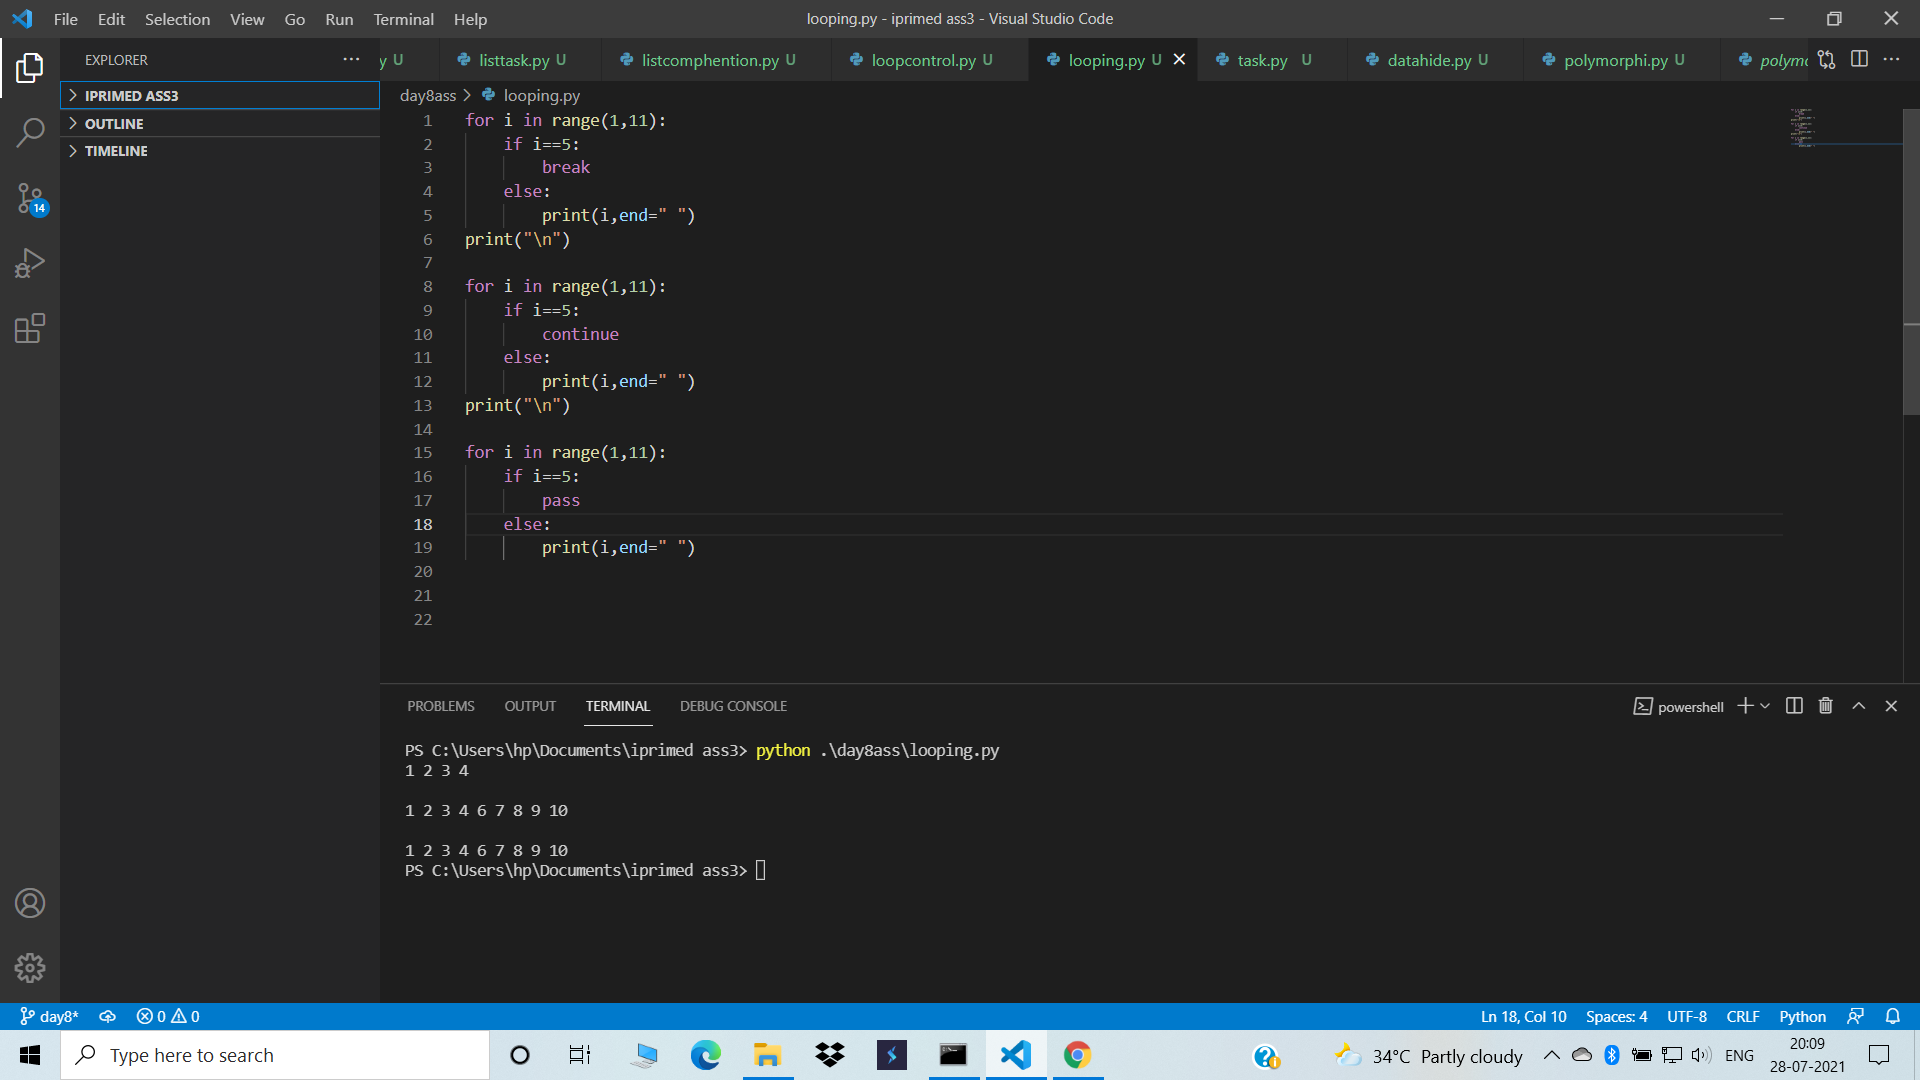 File Edit Selection View Go Run Terminal Help
looping.py - iprimed ass3 - Visual Studio Code
EXPLORER
IPRIMED ASS3
OUTLINE
TIMELINE
14
y U
listtask.py U
listcomphention.py U
loopcontrol.py U
looping.py U
task.py U
datahide.py U
polymorphi.py U
day8ass > looping.py
1 for i in range(1,11):
2     if i==5:
3         break
4     else:
5         print(i,end=" ")
6 print("\n")
7
8 for i in range(1,11):
9     if i==5:
10         continue
11     else:
12         print(i,end=" ")
13 print("\n")
14
15 for i in range(1,11):
16     if i==5:
17         pass
18     else:
19         print(i,end=" ")
20
21
22
PROBLEMS OUTPUT TERMINAL DEBUG CONSOLE
powershell
PS C:\Users\hp\Documents\iprimed ass3> python .\day8ass\looping.py
1 2 3 4
1 2 3 4 6 7 8 9 10
1 2 3 4 6 7 8 9 10
PS C:\Users\hp\Documents\iprimed ass3>
day8* 0 0
Ln 18, Col 10 Spaces: 4 UTF-8 CRLF Python
Type here to search
34°C Partly cloudy
ENG
20:09
28-07-2021